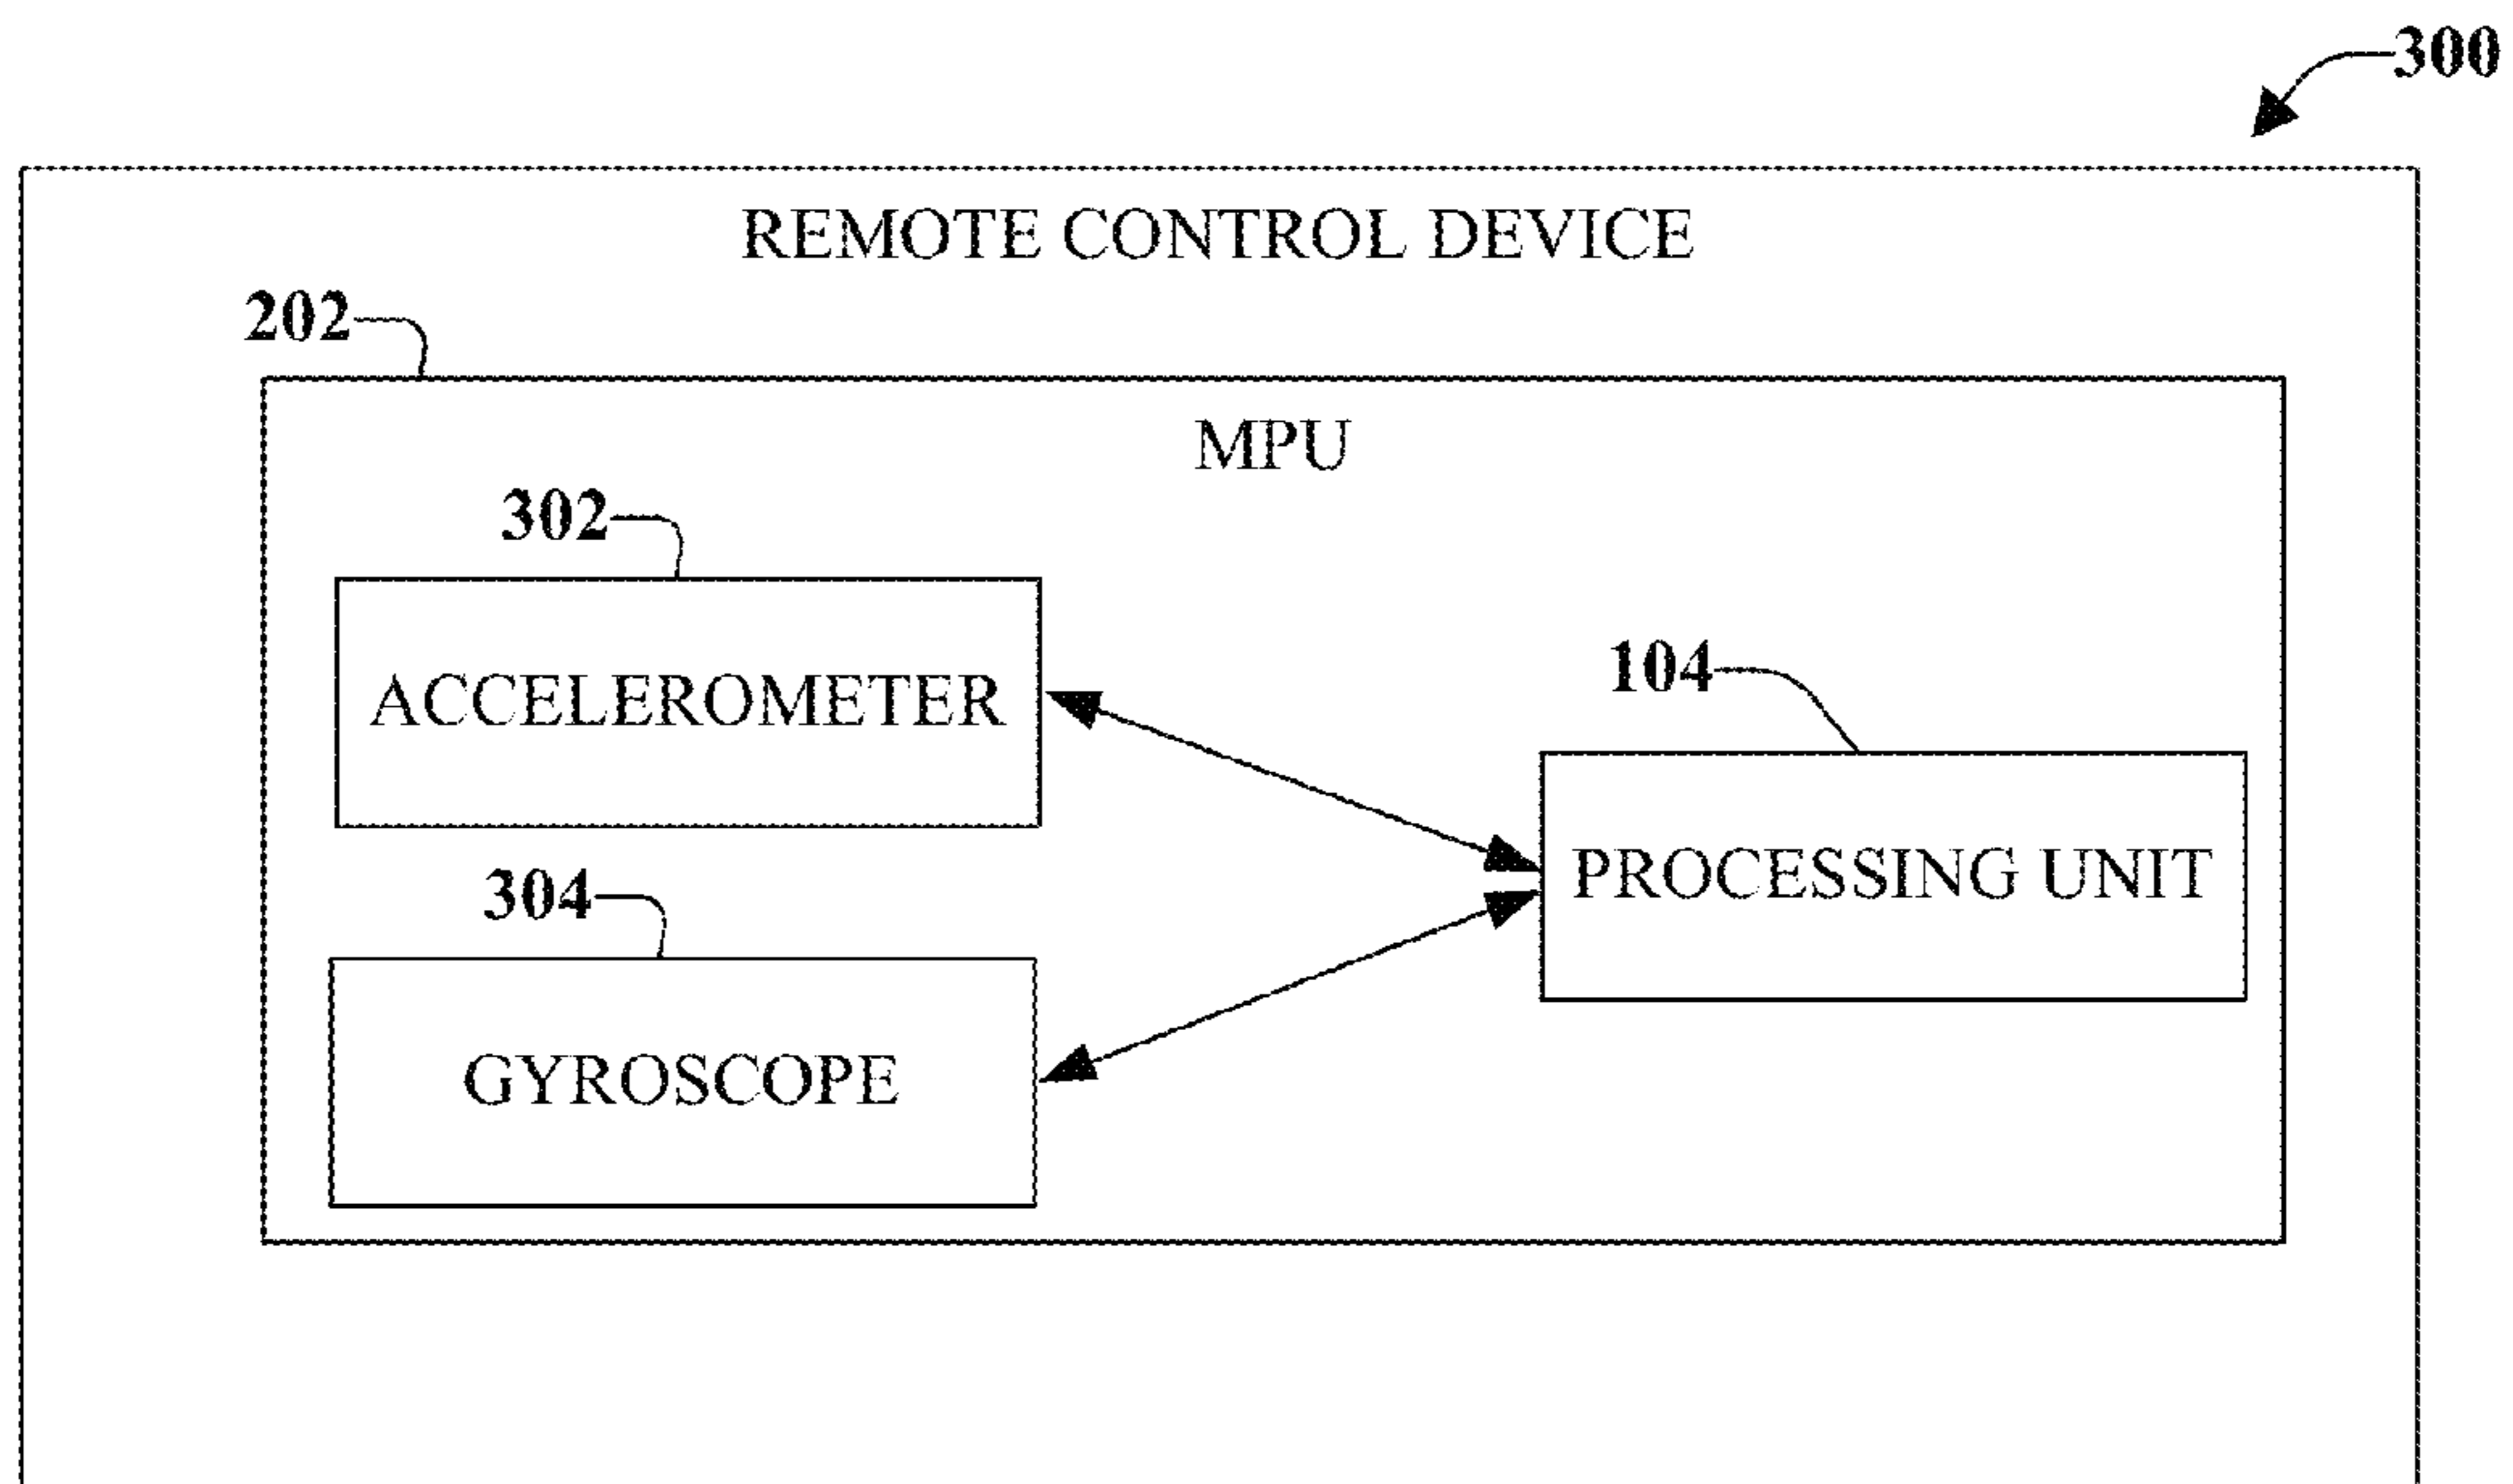 300
REMOTE CONTROL DEVICE
202
MPU
302
ACCELEROMETER
104
PROCESSING UNIT
304
GYROSCOPE